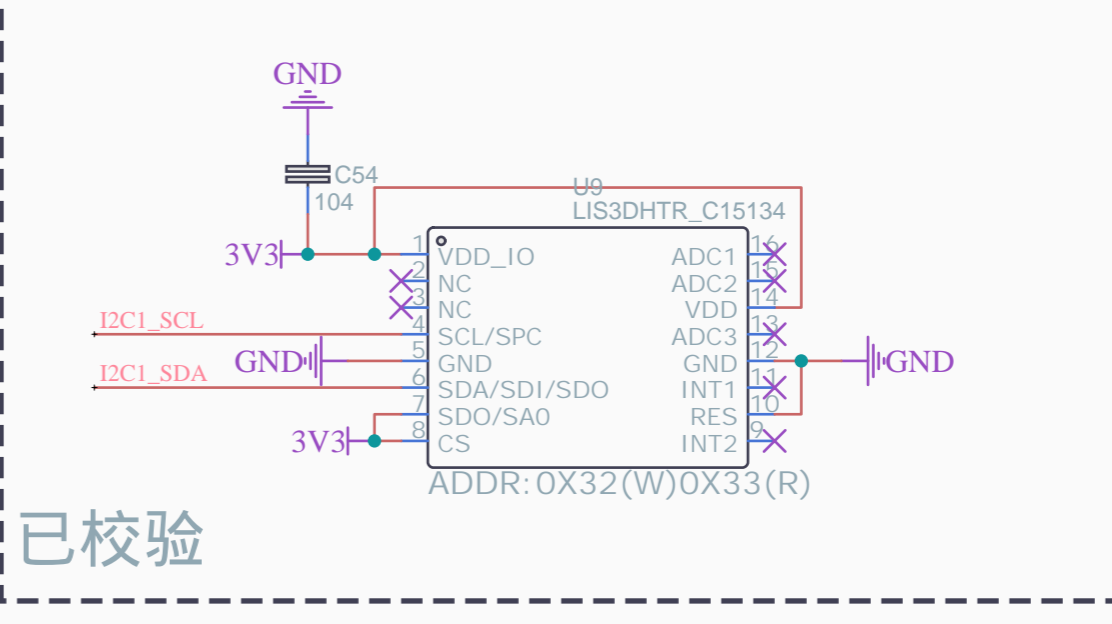 GND
C54
104
U9
LIS3DHTR_C15134
3V3
1 VDD_IO ADC1 16
2 NC ADC2 15
3 NC VDD 14
I2C1_SCL
4 SCL/SPC ADC3 13
GND 5 GND GND 12 GND
I2C1_SDA
6 SDA/SDI/SDO INT1 11
7 SDO/SA0 RES 10
3V3 8 CS INT2 9
ADDR:0X32(W)0X33(R)
已校验